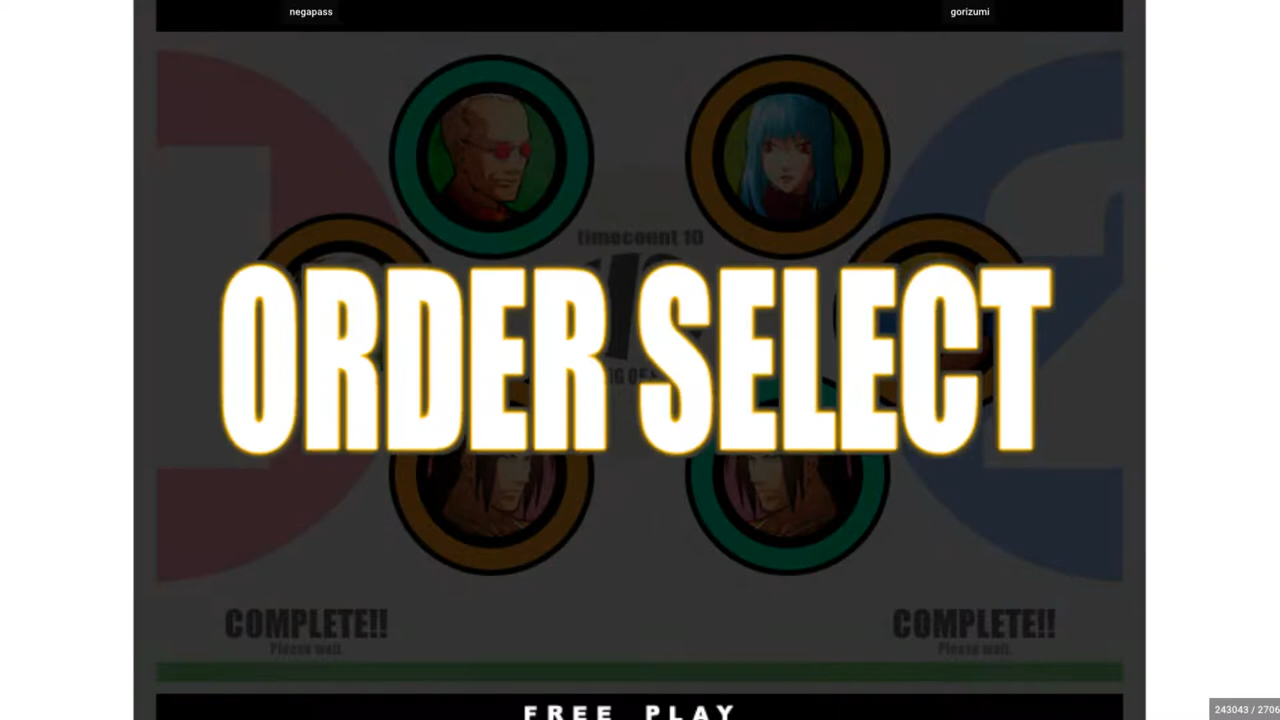 negapass
gorizumi
timecount 10
ORDER SELECT
COMPLETE!!
Please wait.
COMPLETE!!
Please wait.
FREE PLAY
243043 / 2706